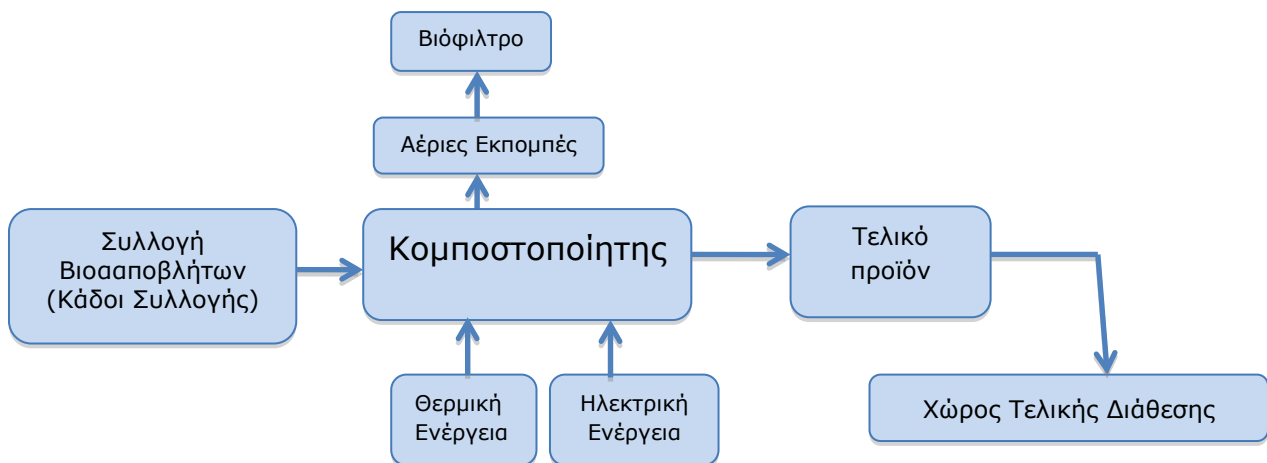 Βιόφιλτρο
Αέριες Εκπομπές
Συλλογή
Βιοααποβλήτων
(Κάδοι Συλλογής)
Κομποστοποίητης
Τελικό
προϊόν
Θερμική
Ενέργεια
Ηλεκτρική
Ενέργεια
Χώρος Τελικής Διάθεσης